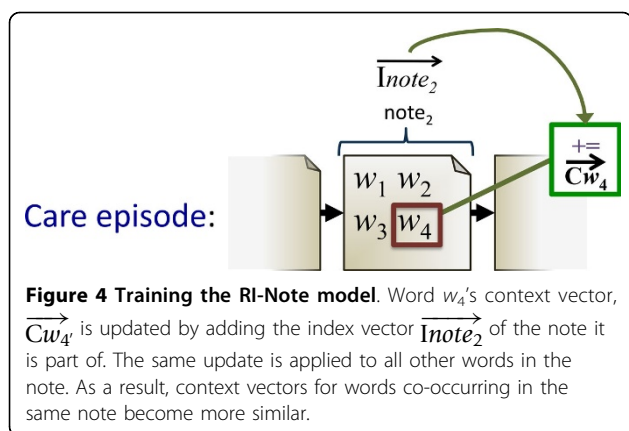 Inote₂
note₂
+=
Cw₄
w₁ w₂
w₃ w₄
Care episode:
Figure 4 Training the RI-Note model. Word w₄'s context vector,
Cw₄, is updated by adding the index vector Inote₂ of the note it
is part of. The same update is applied to all other words in the
note. As a result, context vectors for words co-occurring in the
same note become more similar.